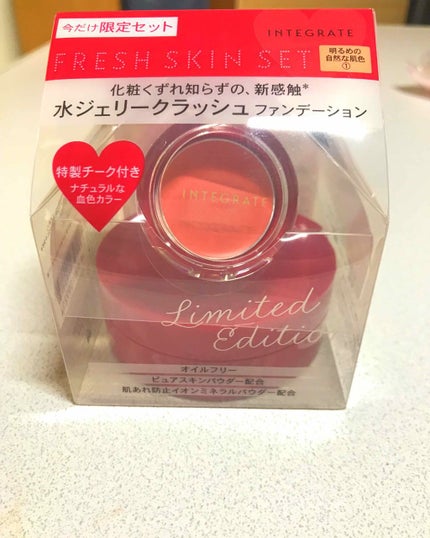 今だけ 限定セット
INTEGRATE
FRESH SKIN SET
明るめの
自然な肌色
①
化粧くずれ知らずの、新感触*
水ジェリークラッシュ ファンデーション
特製チーク付き
ナチュラルな
血色カラー
INTEGRATE
Limited
Editio
オイルフリー
ピュアスキンパウダー配合
肌あれ防止イオンミネラルパウダー配合